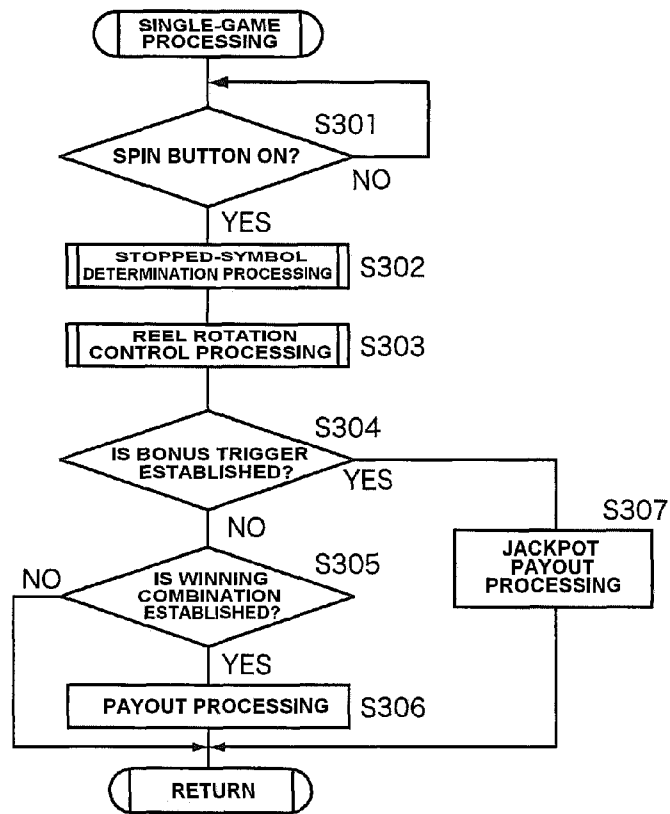 SINGLE-GAME
PROCESSING
S301
SPIN BUTTON ON?
NO
YES
STOPPED-SYMBOL
DETERMINATION PROCESSING
S302
REEL ROTATION
CONTROL PROCESSING
S303
S304
IS BONUS TRIGGER
ESTABLISHED?
YES
NO
S307
JACKPOT
PAYOUT
PROCESSING
S305
NO
IS WINNING
COMBINATION
ESTABLISHED?
YES
PAYOUT PROCESSING
S306
RETURN